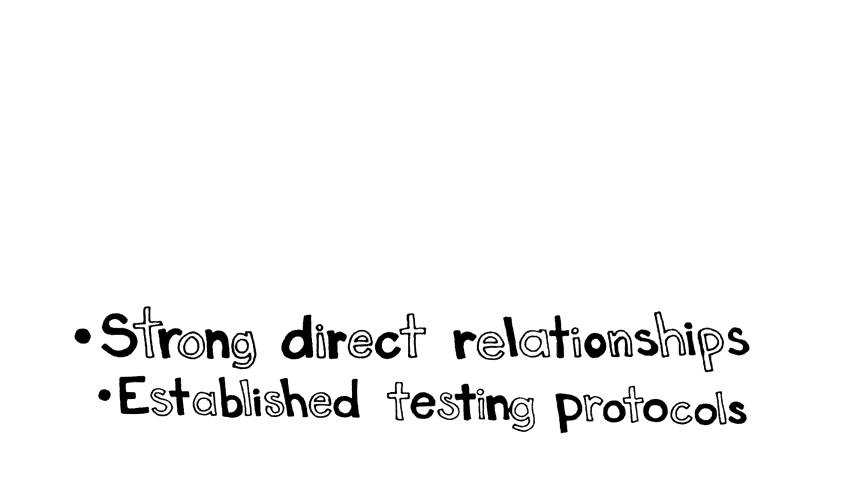 •Strong direct relationships
•Established testing protocols